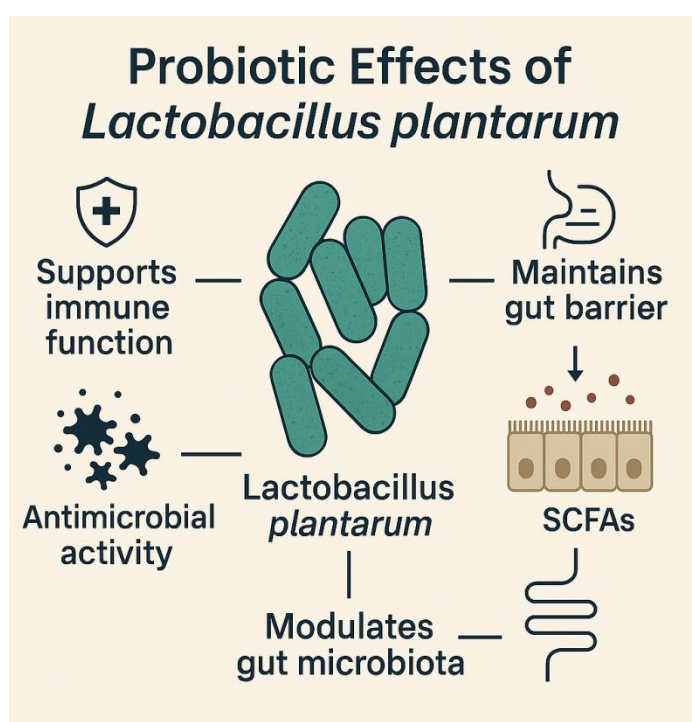 Probiotic Effects of
Lactobacillus plantarum
Supports
immune
function
Maintains
gut barrier
Antimicrobial
activity
Lactobacillus
plantarum
SCFAs
Modulates
gut microbiota